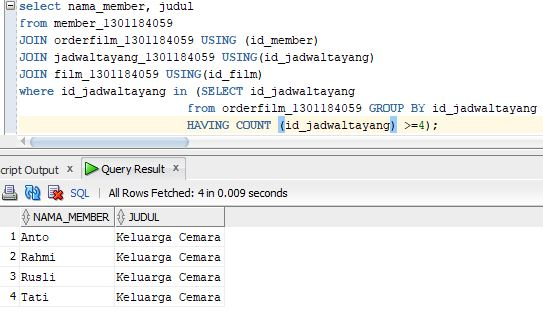 select nama_member, judul
from member_1301184059
JOIN orderfilm_1301184059 USING (id_member)
JOIN jadwaltayang_1301184059 USING(id_jadwaltayang)
JOIN film_1301184059 USING(id_film)
where id_jadwaltayang in (SELECT id_jadwaltayang
from orderfilm_1301184059 GROUP BY id_jadwaltayang
HAVING COUNT (id_jadwaltayang) >=4);
cript Output x Query Result x
SQL | All Rows Fetched: 4 in 0.009 seconds
NAMA_MEMBER JUDUL
1 Anto Keluarga Cemara
2 Rahmi Keluarga Cemara
3 Rusli Keluarga Cemara
4 Tati Keluarga Cemara